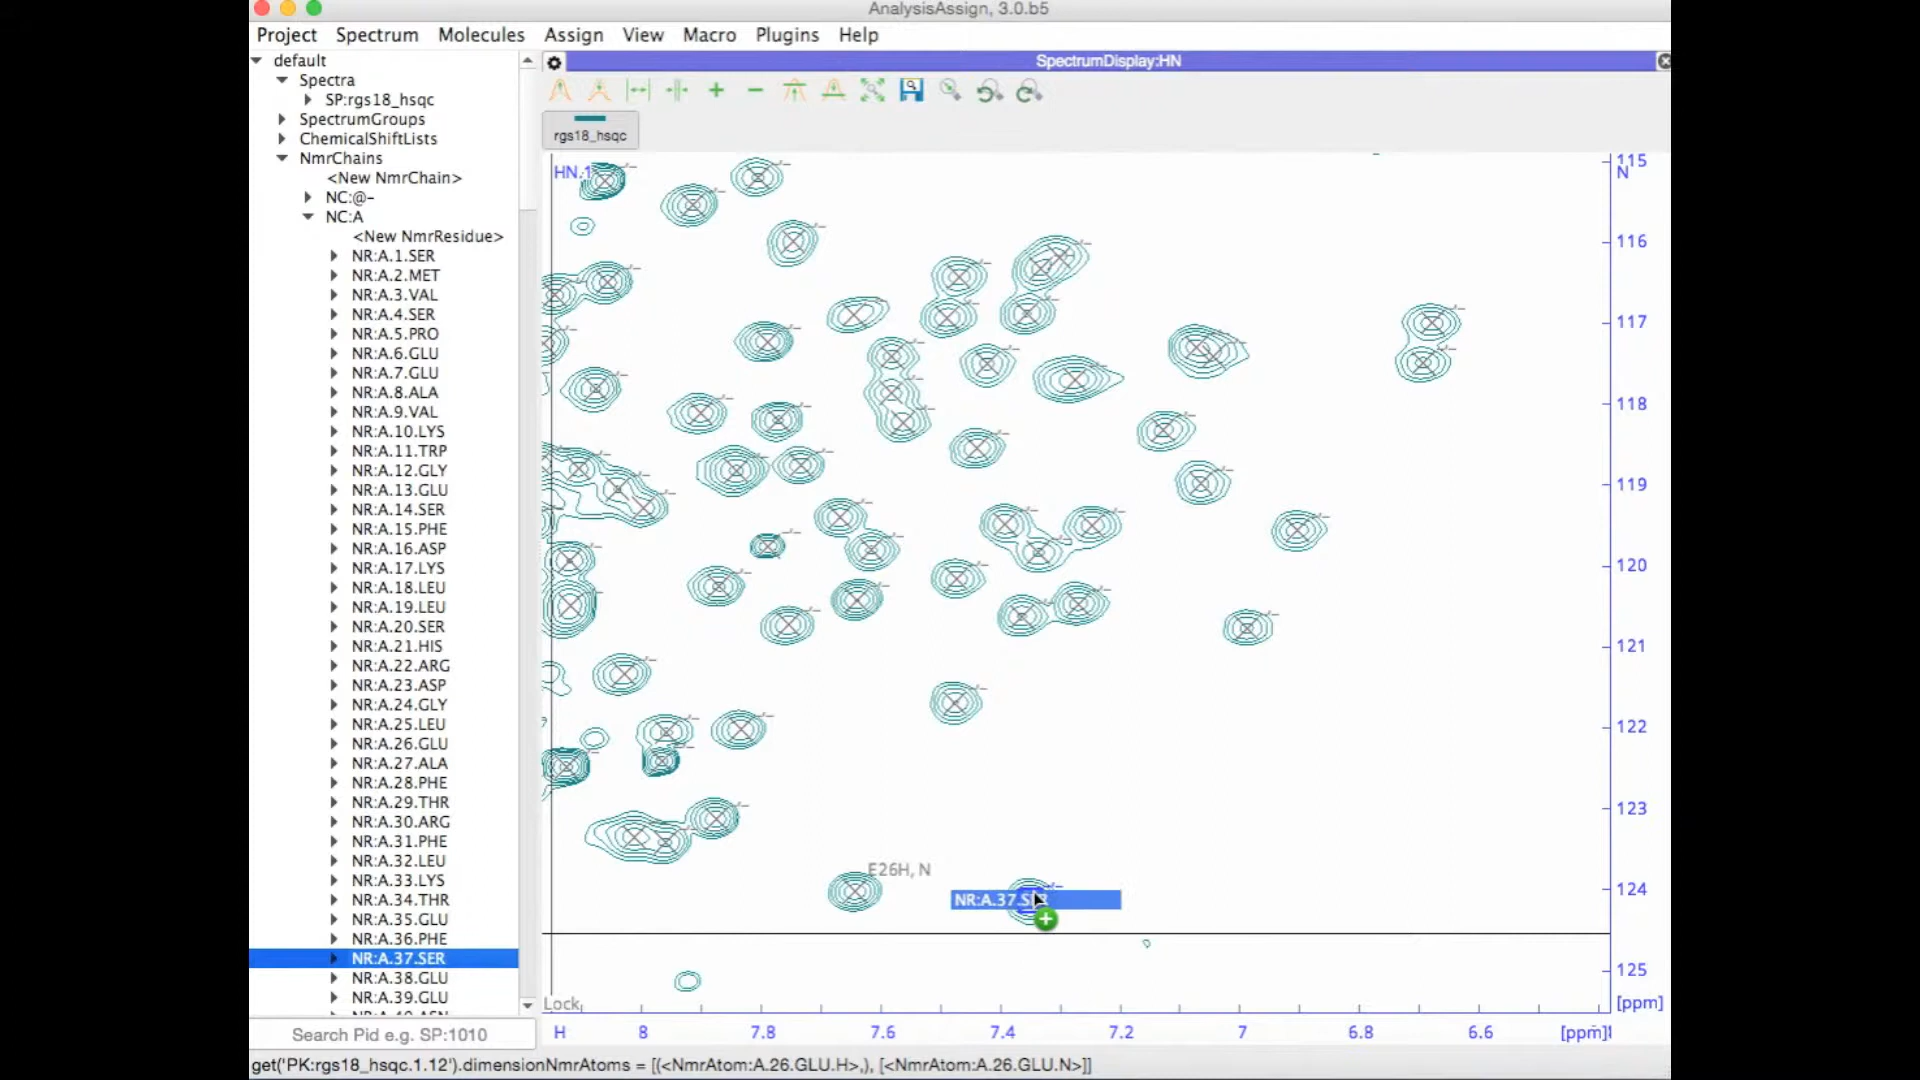 AnalysisAssign, 3.0.b5
Project Spectrum Molecules Assign View Macro Plugins Help
default
Spectra
SP:rgs18_hsqc
SpectrumGroups
ChemicalShiftLists
NmrChains
<New NmrChain>
NC:@-
NC:A
<New NmrResidue>
NR:A.1.SER
NR:A.2.MET
NR:A.3.VAL
NR:A.4.SER
NR:A.5.PRO
NR:A.6.GLU
NR:A.7.GLU
NR:A.8.ALA
NR:A.9.VAL
NR:A.10.LYS
NR:A.11.TRP
NR:A.12.GLY
NR:A.13.GLU
NR:A.14.SER
NR:A.15.PHE
NR:A.16.ASP
NR:A.17.LYS
NR:A.18.LEU
NR:A.19.LEU
NR:A.20.SER
NR:A.21.HIS
NR:A.22.ARG
NR:A.23.ASP
NR:A.24.GLY
NR:A.25.LEU
NR:A.26.GLU
NR:A.27.ALA
NR:A.28.PHE
NR:A.29.THR
NR:A.30.ARG
NR:A.31.PHE
NR:A.32.LEU
NR:A.33.LYS
NR:A.34.THR
NR:A.35.GLU
NR:A.36.PHE
NR:A.37.SER
NR:A.38.GLU
NR:A.39.GLU
Search Pid e.g. SP:1010
SpectrumDisplay:HN
rgs18_hsqc
HN.1
115
N
116
117
118
119
120
121
122
123
E26H, N
124
125
Lock
[ppm]
H 8 7.8 7.6 7.4 7.2 7 6.8 6.6 [ppm]
get('PK:rgs18_hsqc.1.12').dimensionNmrAtoms = [(<NmrAtom:A.26.GLU.H>,), [<NmrAtom:A.26.GLU.N>]]